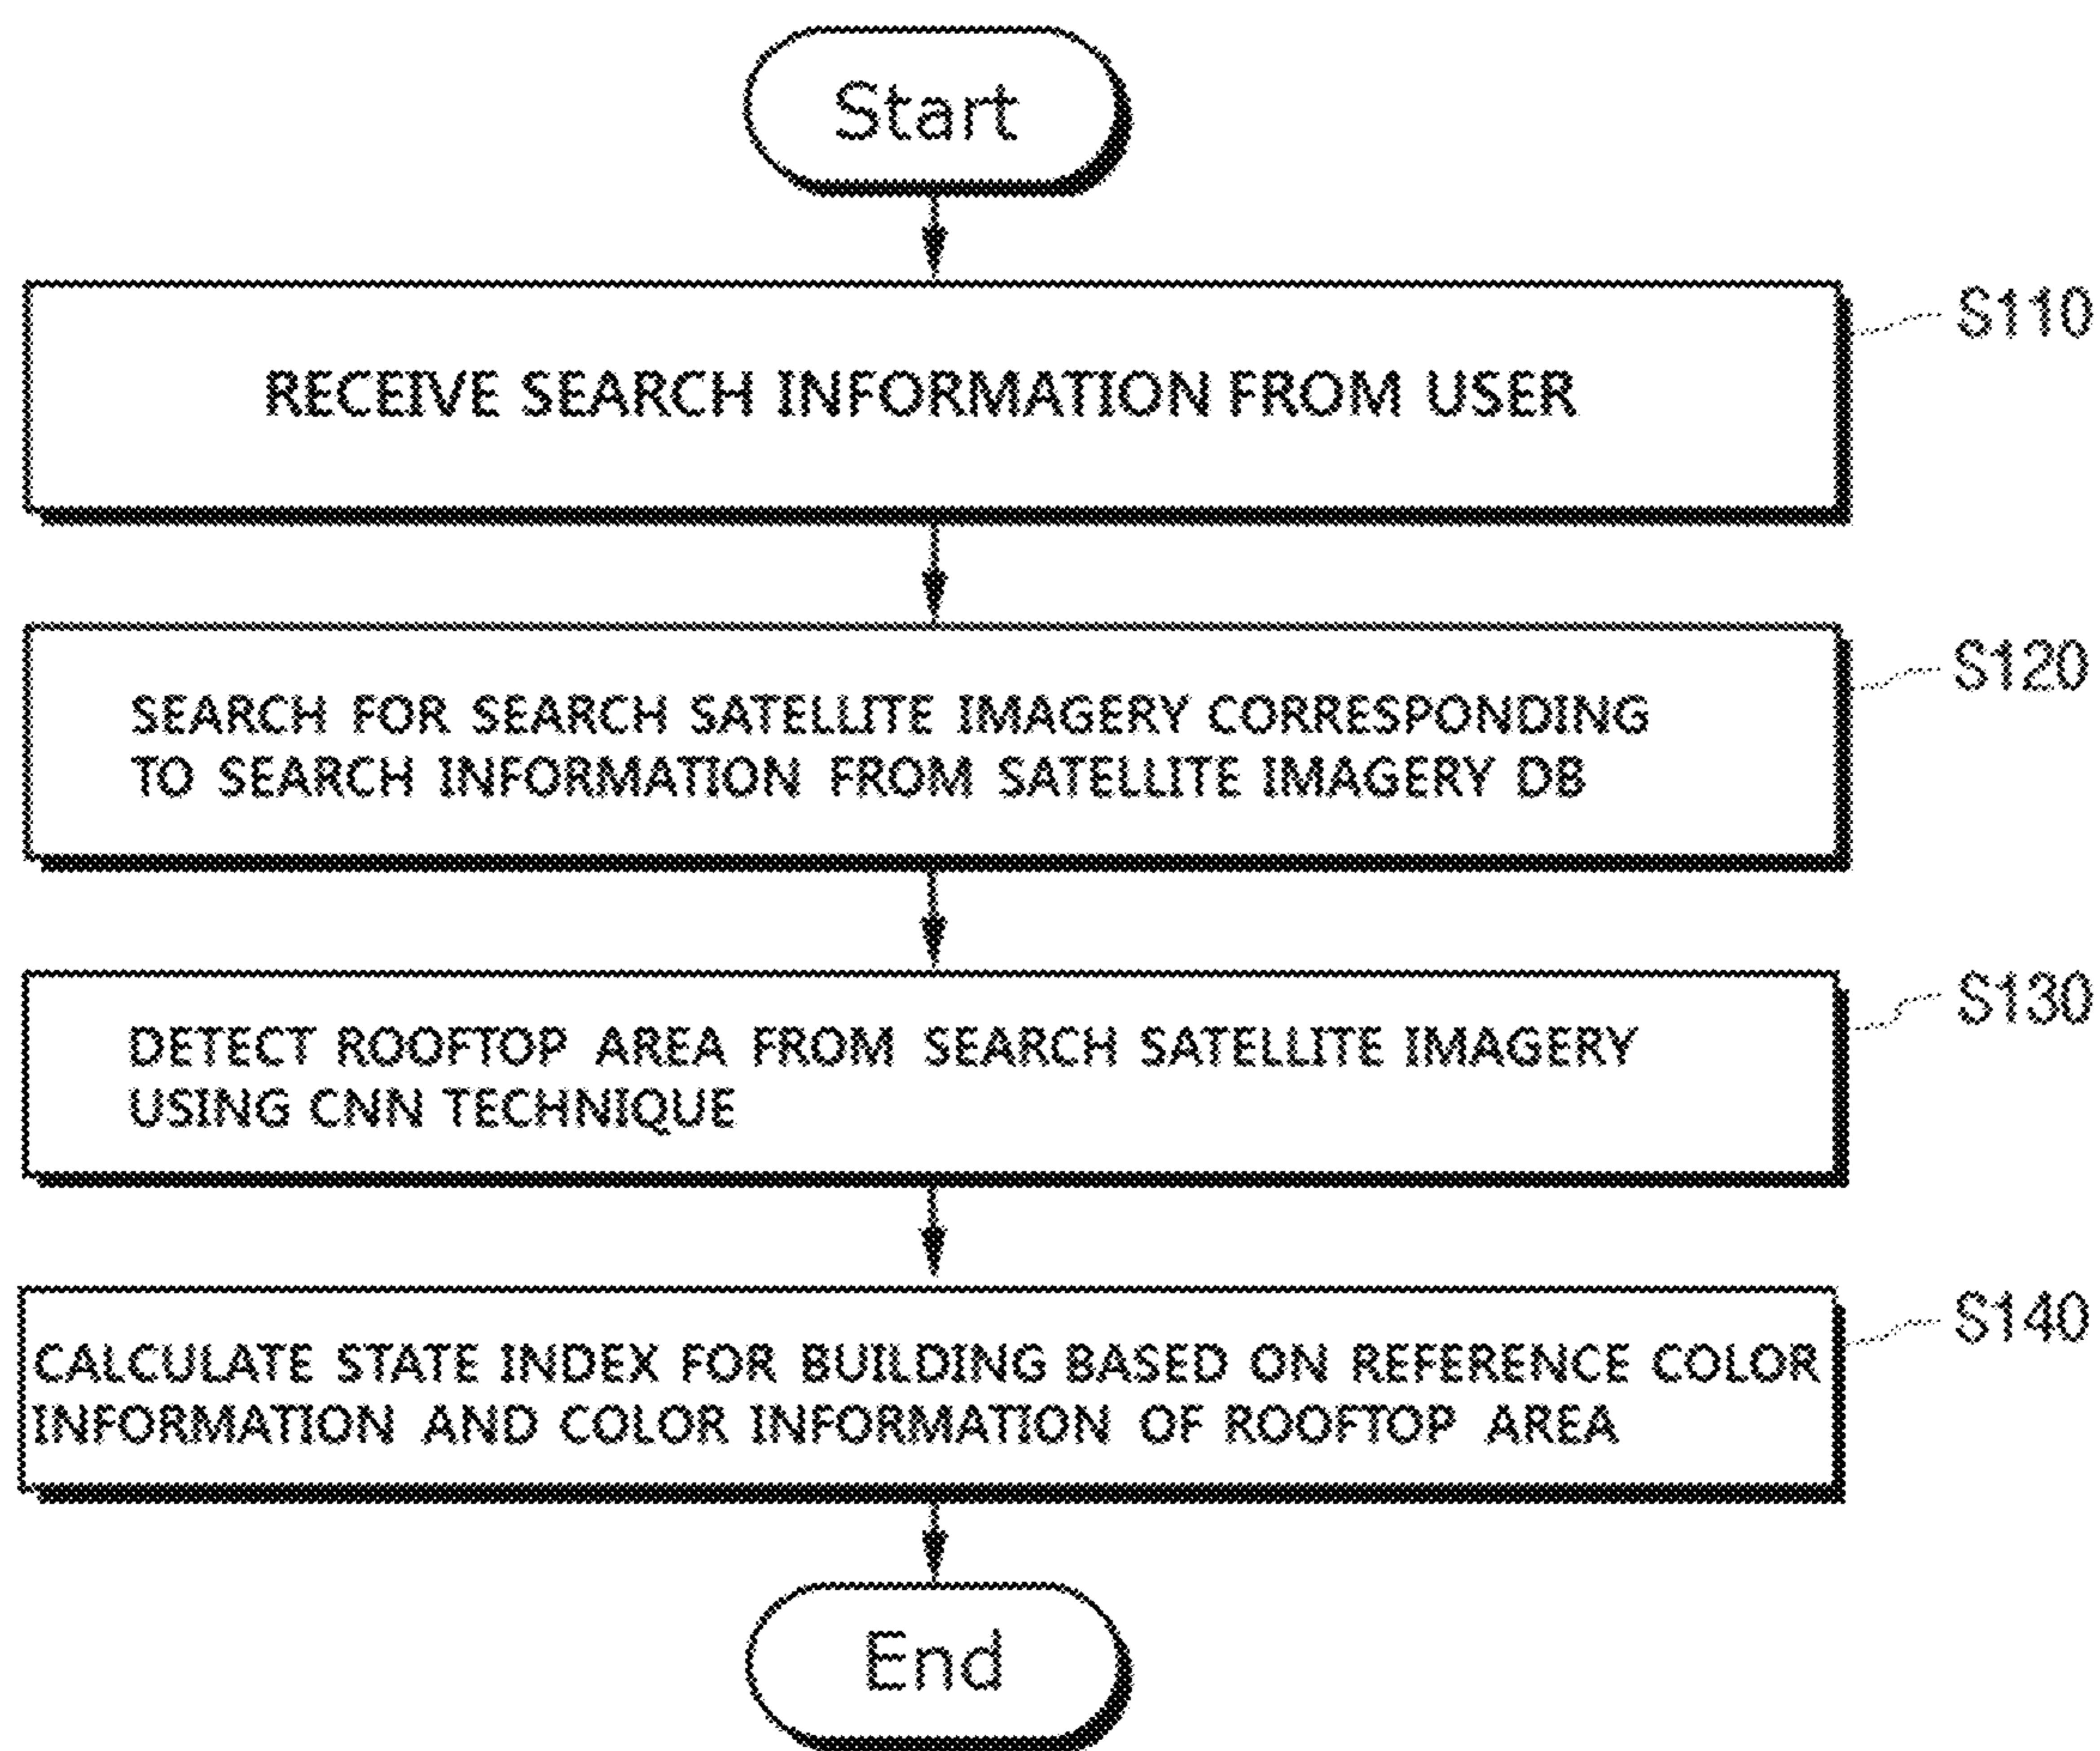 Start
RECEIVE SEARCH INFORMATION FROM USER
S110
SEARCH FOR SEARCH SATELLITE IMAGERY CORRESPONDING
TO SEARCH INFORMATION FROM SATELLITE IMAGERY DB
S120
DETECT ROOFTOP AREA FROM SEARCH SATELLITE IMAGERY
USING CNN TECHNIQUE
S130
CALCULATE STATE INDEX FOR BUILDING BASED ON REFERENCE COLOR
INFORMATION AND COLOR INFORMATION OF ROOFTOP AREA
S140
End